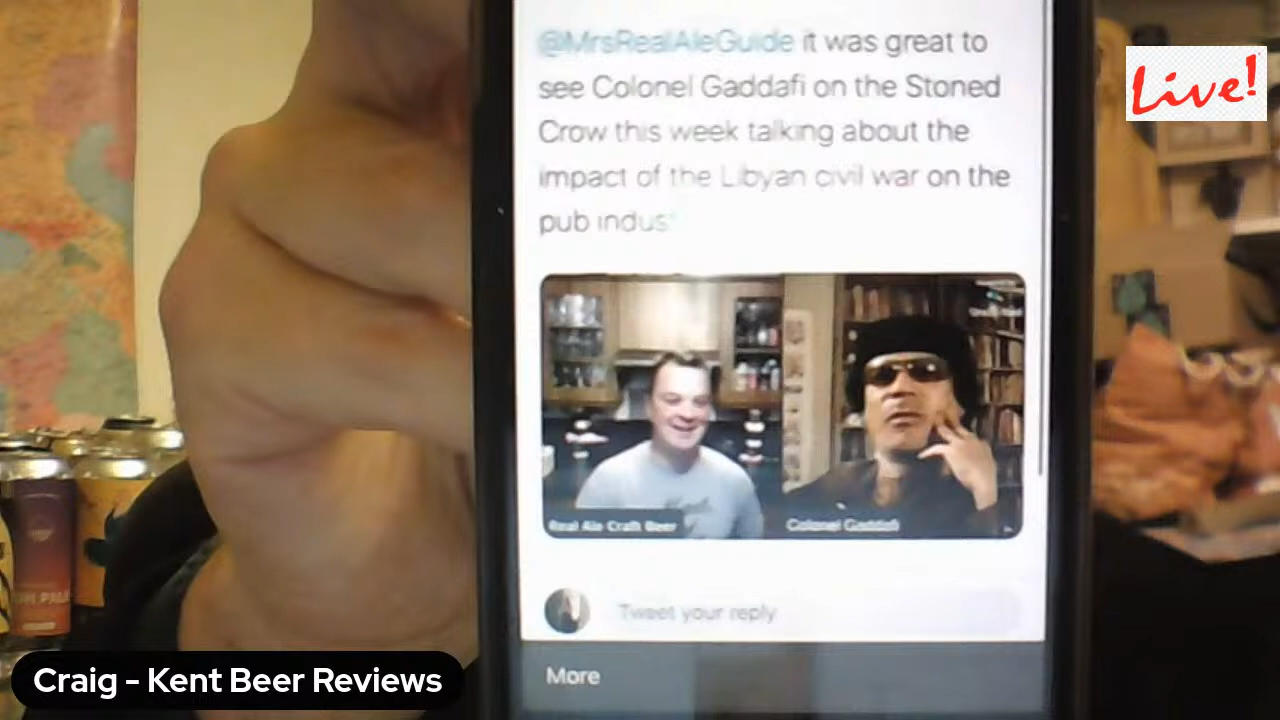 @MrsRealAleGuide it was great to
see Colonel Gaddafi on the Stoned
Crow this week talking about the
impact of the Libyan civil war on the
pub
Real Ale Craft Beer
Colonel Gaddafi
Tweet your reply
More
Live!
Craig - Kent Beer Reviews